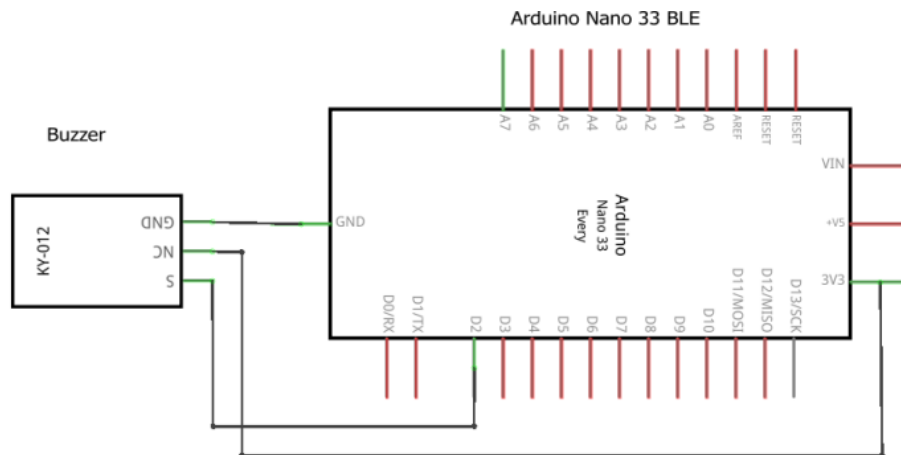 Arduino Nano 33 BLE
Buzzer
A7
A6
A5
A4
A3
A2
A1
A0
AREF
RESET
RESET
VIN
+V5
3V3
GND
Arduino
Nano 33
Every
KY-012
GND
NC
S
D0/RX
D1/TX
D2
D3
D4
D5
D6
D7
D8
D9
D10
D11/MOSI
D12/MISO
D13/SCK